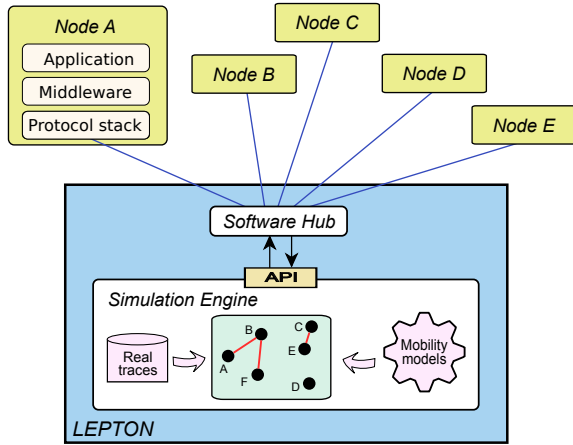 Node A
Application
Middleware
Protocol stack
Node B
Node C
Node D
Node E
Software Hub
API
Simulation Engine
Real
traces
A
B
F
C
E
D
Mobility
models
LEPTON